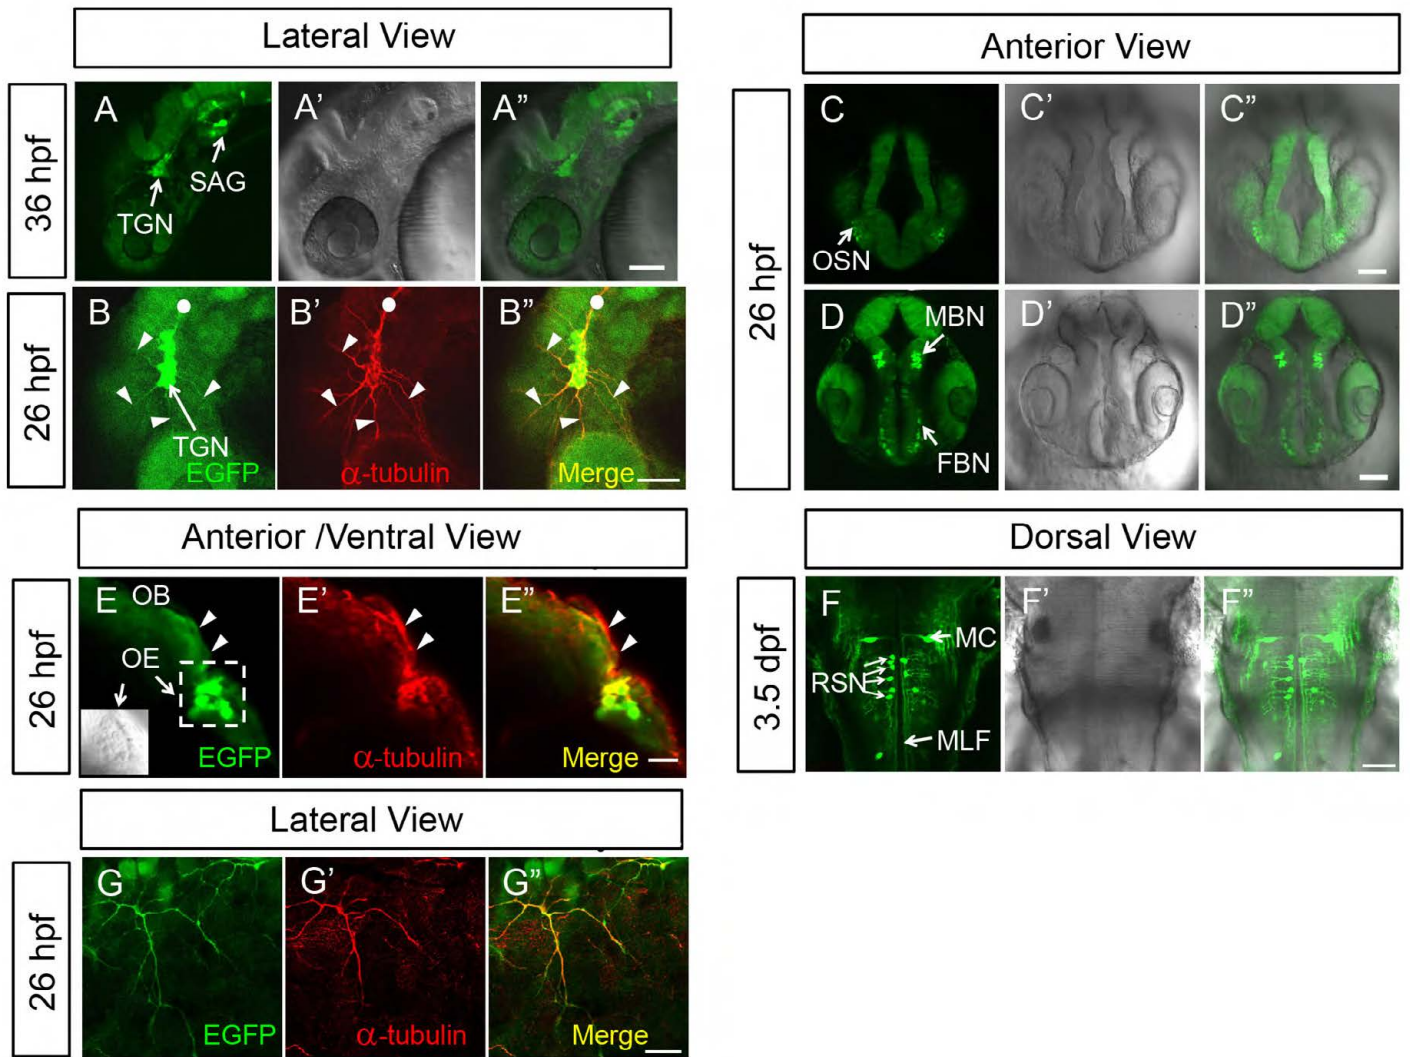 Lateral View
36 hpf
A
SAG
TGN
A'
A"
26 hpf
B
TGN
EGFP
B'
α-tubulin
B"
Merge
Anterior View
26 hpf
C
OSN
C'
C"
D
MBN
FBN
D'
D"
Anterior /Ventral View
26 hpf
E
OB
OE
EGFP
E'
α-tubulin
E"
Merge
Dorsal View
3.5 dpf
F
MC
RSN
MLF
F'
F"
Lateral View
26 hpf
G
EGFP
G'
α-tubulin
G"
Merge